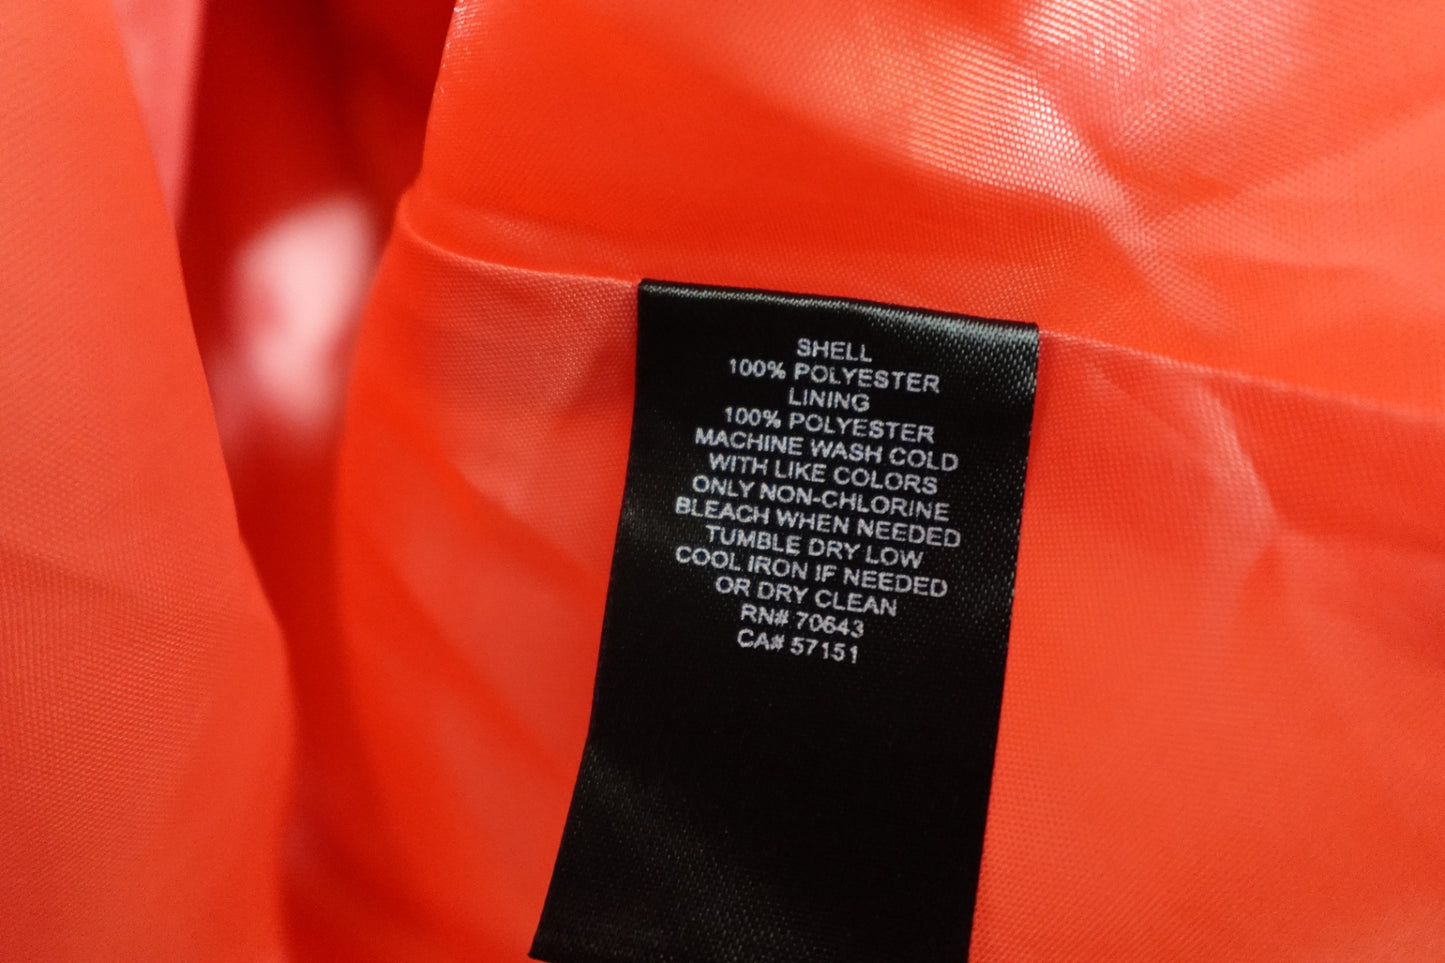 SHELL
100% POLYESTER
LINING
100% POLYESTER
MACHINE WASH COLD
WITH LIKE COLORS
ONLY NON-CHLORINE
BLEACH WHEN NEEDED
TUMBLE DRY LOW
COOL IRON IF NEEDED
OR DRY CLEAN
RN# 70643
CA# 57151